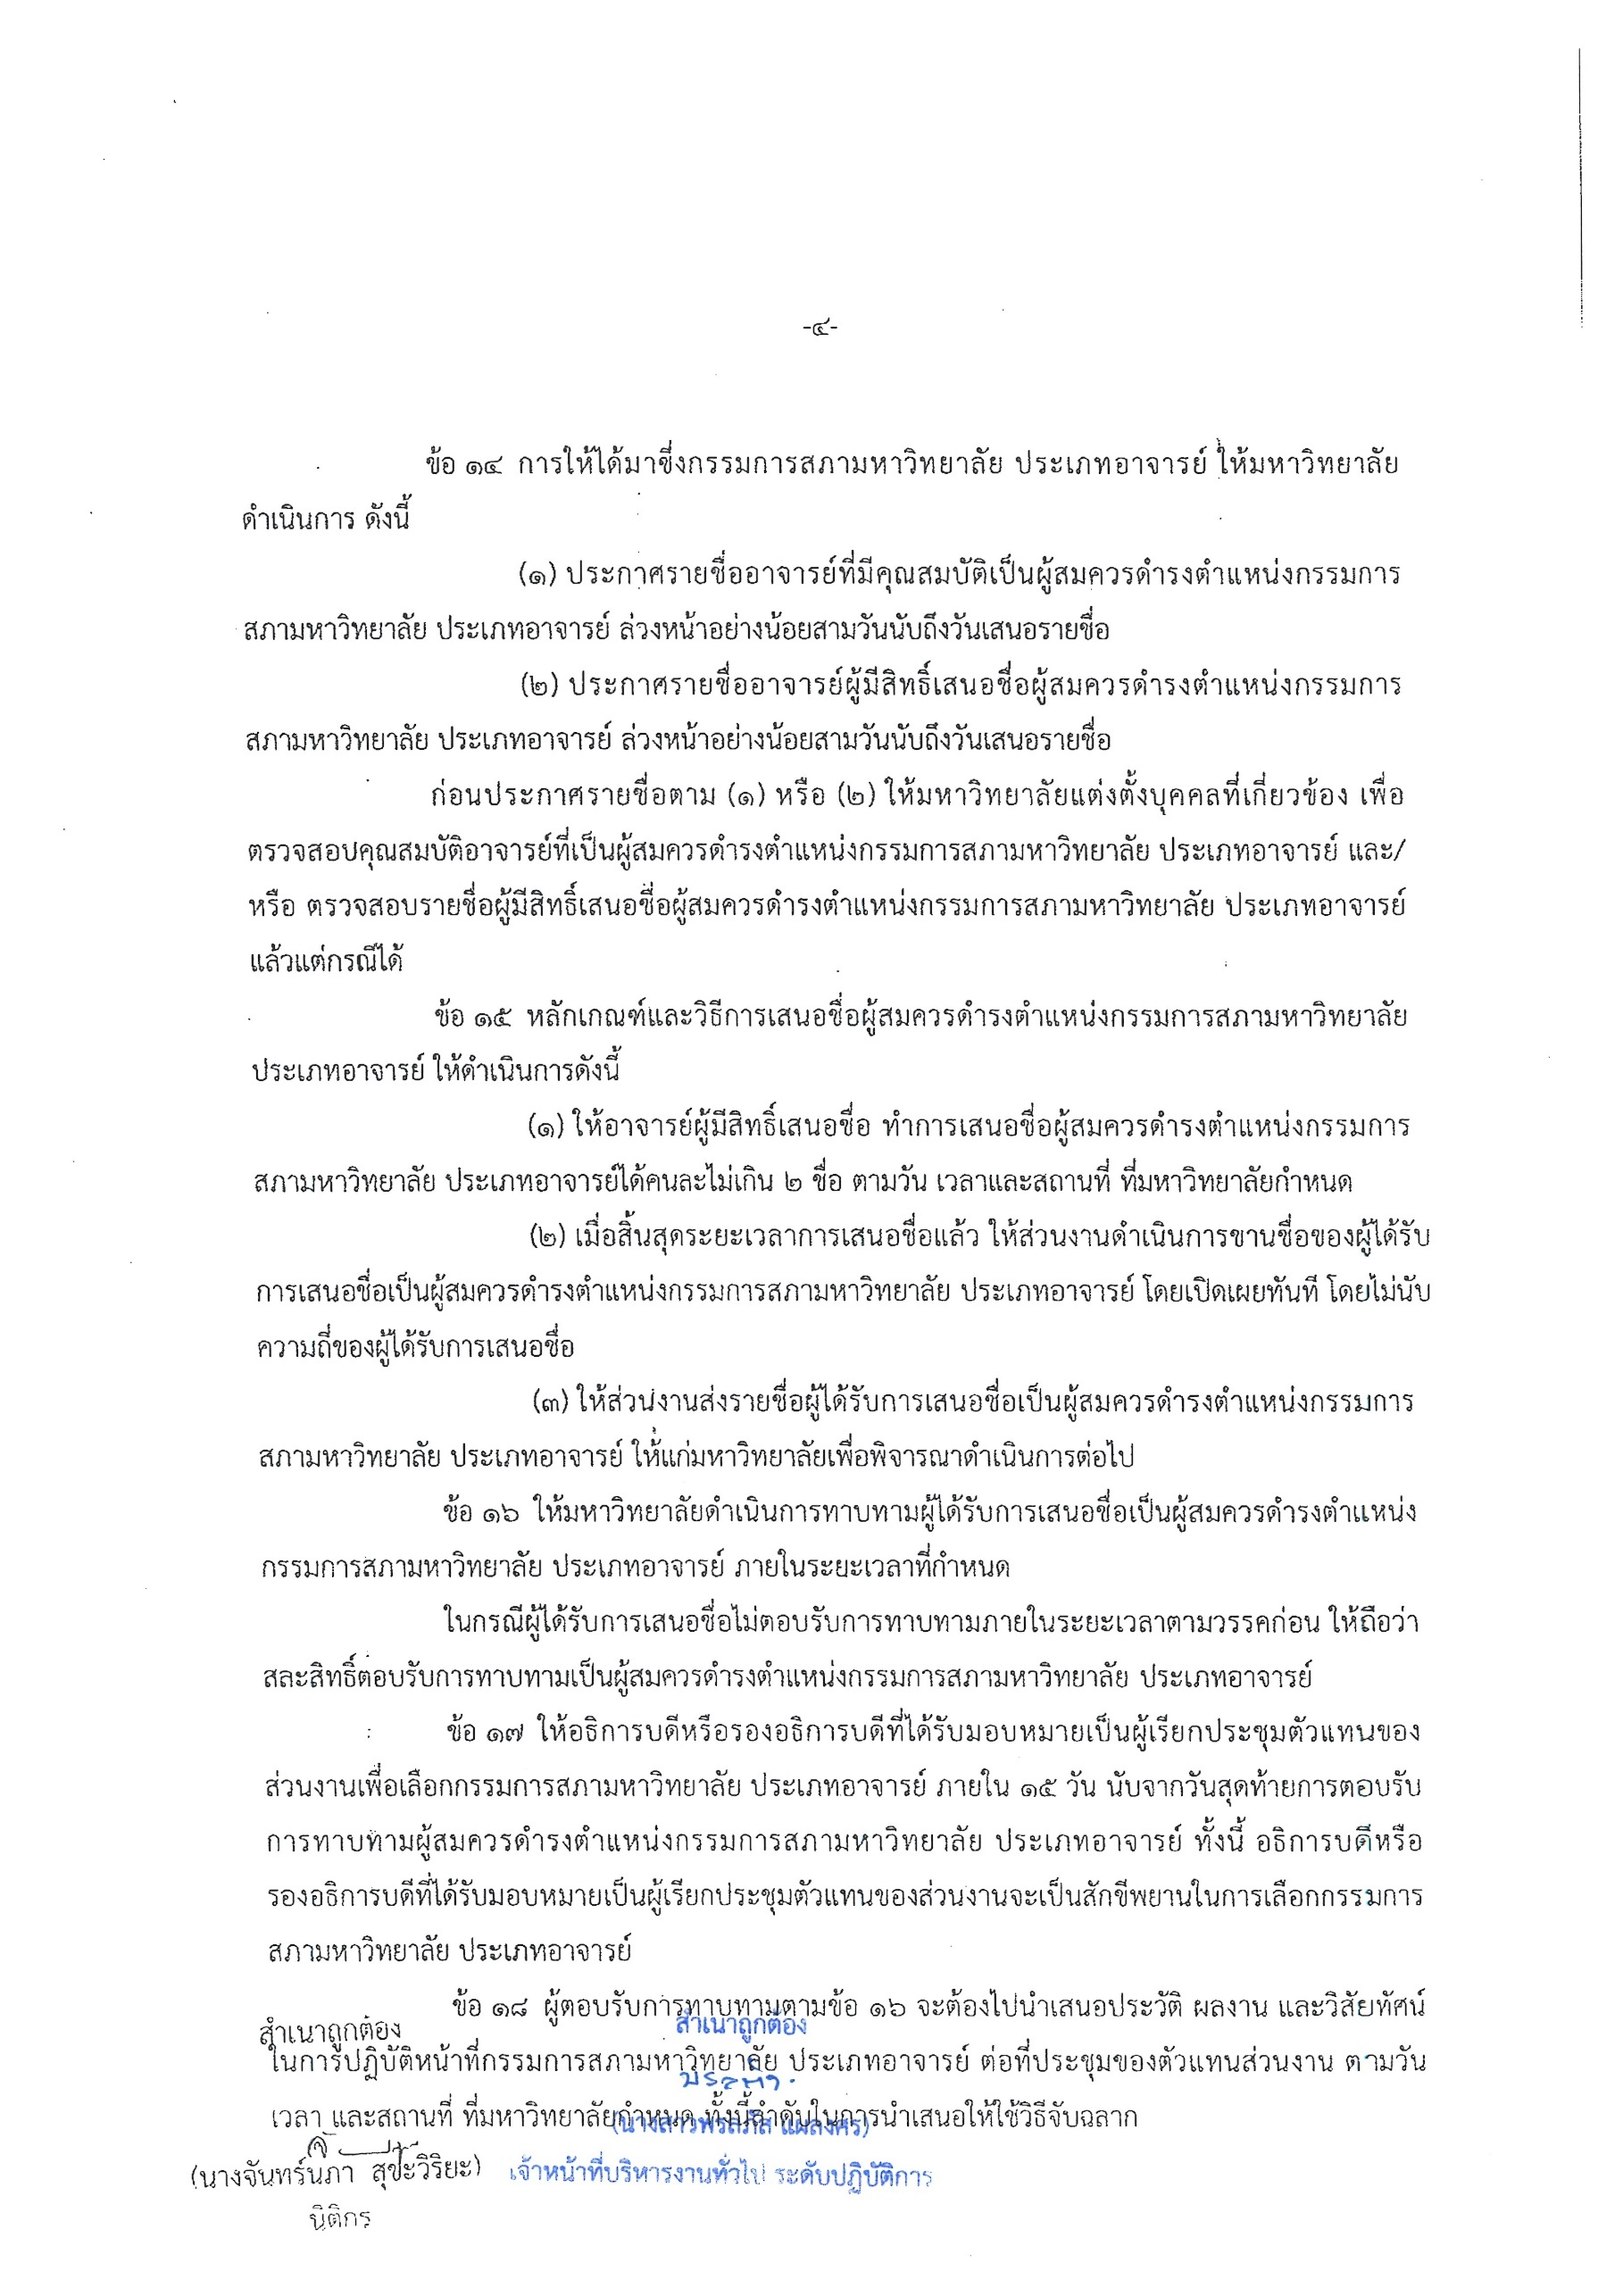 -๔-
ข้อ ๑๔ การให้ได้มาซึ่งกรรมการสภามหาวิทยาลัย ประเภทอาจารย์ ให้มหาวิทยาลัย
ดำเนินการ ดังนี้
(๑) ประกาศรายชื่ออาจารย์ที่มีคุณสมบัติเป็นผู้สมควรดำรงตำแหน่งกรรมการ
สภามหาวิทยาลัย ประเภทอาจารย์ ล่วงหน้าอย่างน้อยสามวันนับถึงวันเสนอรายชื่อ
(๒) ประกาศรายชื่ออาจารย์ผู้มีสิทธิ์เสนอชื่อผู้สมควรดำรงตำแหน่งกรรมการ
สภามหาวิทยาลัย ประเภทอาจารย์ ล่วงหน้าอย่างน้อยสามวันนับถึงวันเสนอรายชื่อ
ก่อนประกาศรายชื่อตาม (๑) หรือ (๒) ให้มหาวิทยาลัยแต่งตั้งบุคคลที่เกี่ยวข้อง เพื่อ
ตรวจสอบคุณสมบัติอาจารย์ที่เป็นผู้สมควรดำรงตำแหน่งกรรมการสภามหาวิทยาลัย ประเภทอาจารย์ และ/
หรือ ตรวจสอบรายชื่อผู้มีสิทธิ์เสนอชื่อผู้สมควรดำรงตำแหน่งกรรมการสภามหาวิทยาลัย ประเภทอาจารย์
แล้วแต่กรณีได้
ข้อ ๑๕ หลักเกณฑ์และวิธีการเสนอชื่อผู้สมควรดำรงตำแหน่งกรรมการสภามหาวิทยาลัย
ประเภทอาจารย์ ให้ดำเนินการดังนี้
(๑) ให้อาจารย์ผู้มีสิทธิ์เสนอชื่อ ทำการเสนอชื่อผู้สมควรดำรงตำแหน่งกรรมการ
สภามหาวิทยาลัย ประเภทอาจารย์ได้คนละไม่เกิน ๒ ชื่อ ตามวัน เวลาและสถานที่ ที่มหาวิทยาลัยกำหนด
(๒) เมื่อสิ้นสุดระยะเวลาการเสนอชื่อแล้ว ให้ส่วนงานดำเนินการขานชื่อของผู้ได้รับ
การเสนอชื่อเป็นผู้สมควรดำรงตำแหน่งกรรมการสภามหาวิทยาลัย ประเภทอาจารย์ โดยเปิดเผยทันที โดยไม่นับ
ความถี่ของผู้ได้รับการเสนอชื่อ
(๓) ให้ส่วนงานส่งรายชื่อผู้ได้รับการเสนอชื่อเป็นผู้สมควรดำรงตำแหน่งกรรมการ
สภามหาวิทยาลัย ประเภทอาจารย์ ให้แก่มหาวิทยาลัยเพื่อพิจารณาดำเนินการต่อไป
ข้อ ๑๖ ให้มหาวิทยาลัยดำเนินการทาบทามผู้ได้รับการเสนอชื่อเป็นผู้สมควรดำรงตำแหน่ง
กรรมการสภามหาวิทยาลัย ประเภทอาจารย์ ภายในระยะเวลาที่กำหนด
ในกรณีผู้ได้รับการเสนอชื่อไม่ตอบรับการทาบทามภายในระยะเวลาตามวรรคก่อน ให้ถือว่า
สละสิทธิ์ตอบรับการทาบทามเป็นผู้สมควรดำรงตำแหน่งกรรมการสภามหาวิทยาลัย ประเภทอาจารย์
ข้อ ๑๗ ให้อธิการบดีหรือรองอธิการบดีที่ได้รับมอบหมายเป็นผู้เรียกประชุมตัวแทนของ
ส่วนงานเพื่อเลือกกรรมการสภามหาวิทยาลัย ประเภทอาจารย์ ภายใน ๑๕ วัน นับจากวันสุดท้ายการตอบรับ
การทาบทามผู้สมควรดำรงตำแหน่งกรรมการสภามหาวิทยาลัย ประเภทอาจารย์ ทั้งนี้ อธิการบดีหรือ
รองอธิการบดีที่ได้รับมอบหมายเป็นผู้เรียกประชุมตัวแทนของส่วนงานจะเป็นสักขีพยานในการเลือกกรรมการ
สภามหาวิทยาลัย ประเภทอาจารย์
ข้อ ๑๘ ผู้ตอบรับการทาบทามตามข้อ ๑๖ จะต้องไปนำเสนอประวัติ ผลงาน และวิสัยทัศน์
สำเนาถูกต้อง
สำเนาถูกต้อง
ในการปฏิบัติหน้าที่กรรมการสภามหาวิทยาลัย ประเภทอาจารย์ ต่อที่ประชุมของตัวแทนส่วนงาน ตามวัน
เวลา และสถานที่ ที่มหาวิทยาลัยกำหนด ทั้งนี้ลำดับในการนำเสนอให้ใช้วิธีจับฉลาก
(นางจันทร์นภา สุขะวิริยะ)
เจ้าหน้าที่บริหารงานทั่วไป ระดับปฏิบัติการ
นิติกร